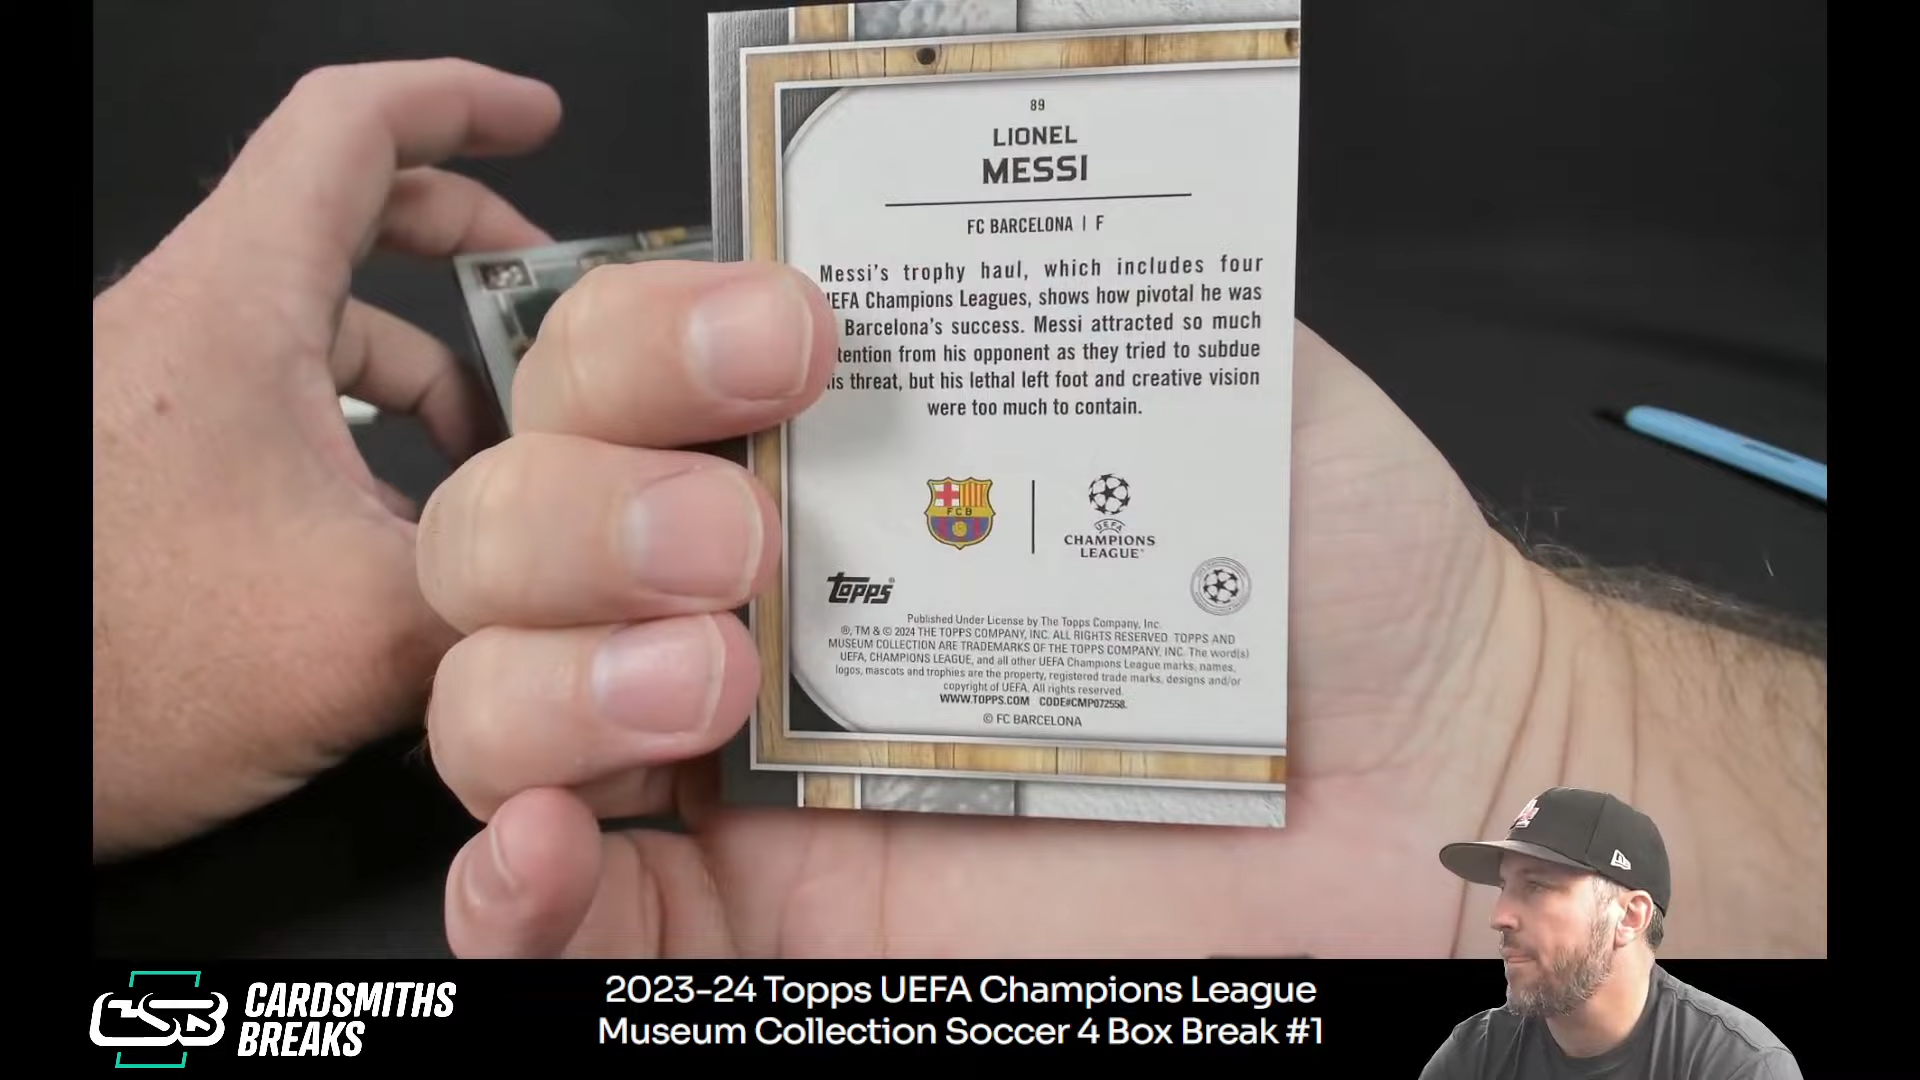 89
LIONEL
MESSI
FC BARCELONA | F
Messi's trophy haul, which includes four
EFA Champions Leagues, shows how pivotal he was
Barcelona's success. Messi attracted so much
tention from his opponent as they tried to subdue
is threat, but his lethal left foot and creative vision
were too much to contain.
FCB
UEFA
CHAMPIONS
LEAGUE®
topps®
Published Under License by The Topps Company, Inc.
®, TM & © 2024 THE TOPPS COMPANY, INC. ALL RIGHTS RESERVED. TOPPS AND
MUSEUM COLLECTION ARE TRADEMARKS OF THE TOPPS COMPANY, INC. The word(s)
UEFA, CHAMPIONS LEAGUE, and all other UEFA Champions League marks, names,
logos, mascots and trophies are the property, registered trade marks, designs and/or
copyright of UEFA. All rights reserved.
WWW.TOPPS.COM CODE#CMP072558.
© FC BARCELONA
CSB
CARDSMITHS
BREAKS
2023-24 Topps UEFA Champions League
Museum Collection Soccer 4 Box Break #1